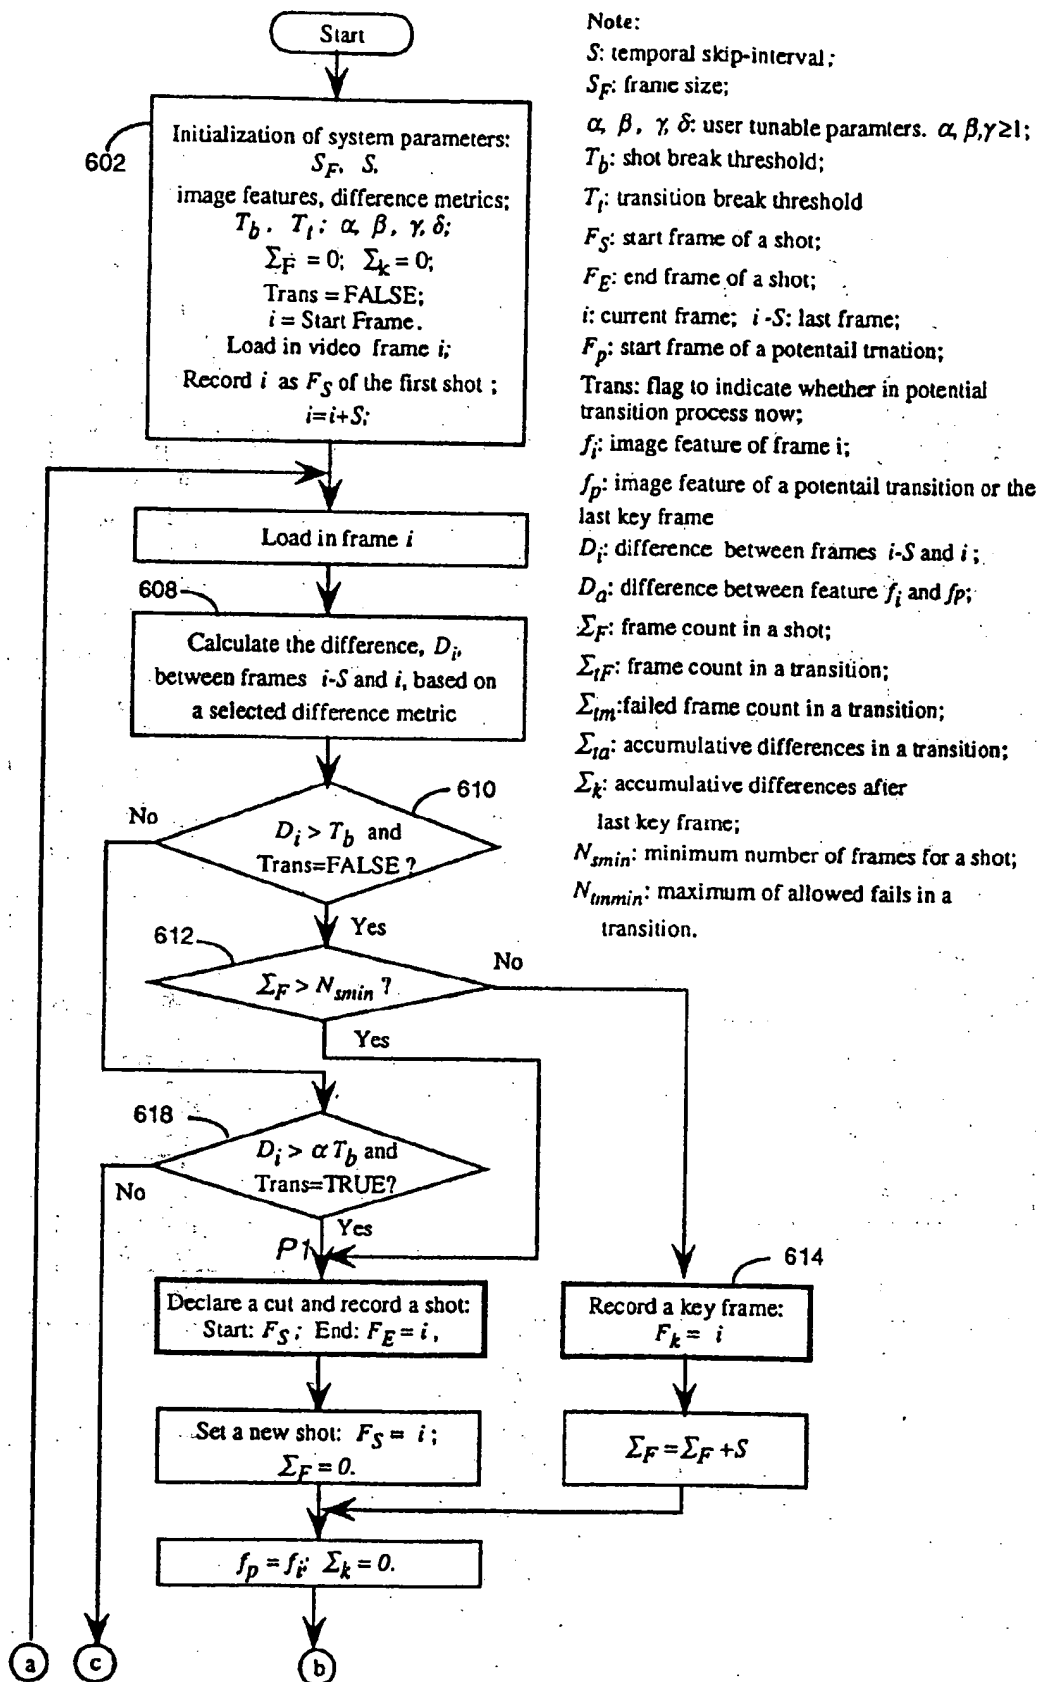 Start
602
Initialization of system parameters:
S_F, S,
image features, difference metrics;
T_b, T_t; α, β, γ, δ;
Σ_F = 0; Σ_k = 0;
Trans = FALSE;
i = Start Frame.
Load in video frame i;
Record i as F_S of the first shot ;
i=i+S;
Load in frame i
608
Calculate the difference, D_i,
between frames i-S and i, based on
a selected difference metric
610
D_i > T_b and
Trans=FALSE ?
No
Yes
612
Σ_F > N_smin ?
No
Yes
618
D_i > α T_b and
Trans=TRUE?
No
Yes
P1
Declare a cut and record a shot:
Start: F_S; End: F_E = i,
614
Record a key frame:
F_k = i
Set a new shot: F_S = i;
Σ_F = 0.
Σ_F = Σ_F + S
f_p = f_i; Σ_k = 0.
a
c
b
Note:
S: temporal skip-interval;
S_F: frame size;
α, β, γ, δ: user tunable paramters. α, β, γ≥1;
T_b: shot break threshold;
T_t: transition break threshold
F_S: start frame of a shot;
F_E: end frame of a shot;
i: current frame; i-S: last frame;
F_p: start frame of a potentail trnation;
Trans: flag to indicate whether in potential
transition process now;
f_i: image feature of frame i;
f_p: image feature of a potentail transition or the
last key frame
D_i: difference between frames i-S and i;
D_a: difference between feature f_i and fp;
Σ_F: frame count in a shot;
Σ_tF: frame count in a transition;
Σ_tm:failed frame count in a transition;
Σ_ta: accumulative differences in a transition;
Σ_k: accumulative differences after
last key frame;
N_smin: minimum number of frames for a shot;
N_tmmin: maximum of allowed fails in a
transition.